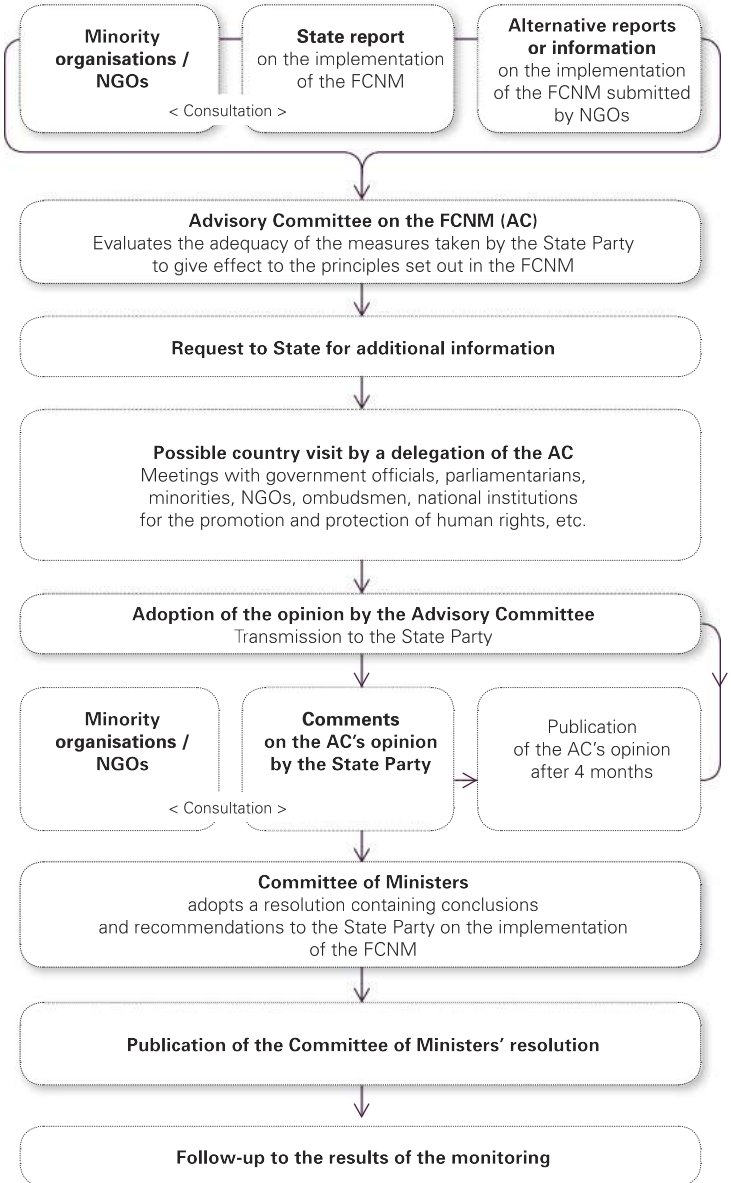 Minority
organisations /
NGOs
< Consultation >
State report
on the implementation
of the FCNM
Alternative reports
or information
on the implementation
of the FCNM submitted
by NGOs
Advisory Committee on the FCNM (AC)
Evaluates the adequacy of the measures taken by the State Party
to give effect to the principles set out in the FCNM
Request to State for additional information
Possible country visit by a delegation of the AC
Meetings with government officials, parliamentarians,
minorities, NGOs, ombudsmen, national institutions
for the promotion and protection of human rights, etc.
Adoption of the opinion by the Advisory Committee
Transmission to the State Party
Minority
organisations /
NGOs
< Consultation >
Comments
on the AC's opinion
by the State Party
Publication
of the AC's opinion
after 4 months
Committee of Ministers
adopts a resolution containing conclusions
and recommendations to the State Party on the implementation
of the FCNM
Publication of the Committee of Ministers' resolution
Follow-up to the results of the monitoring